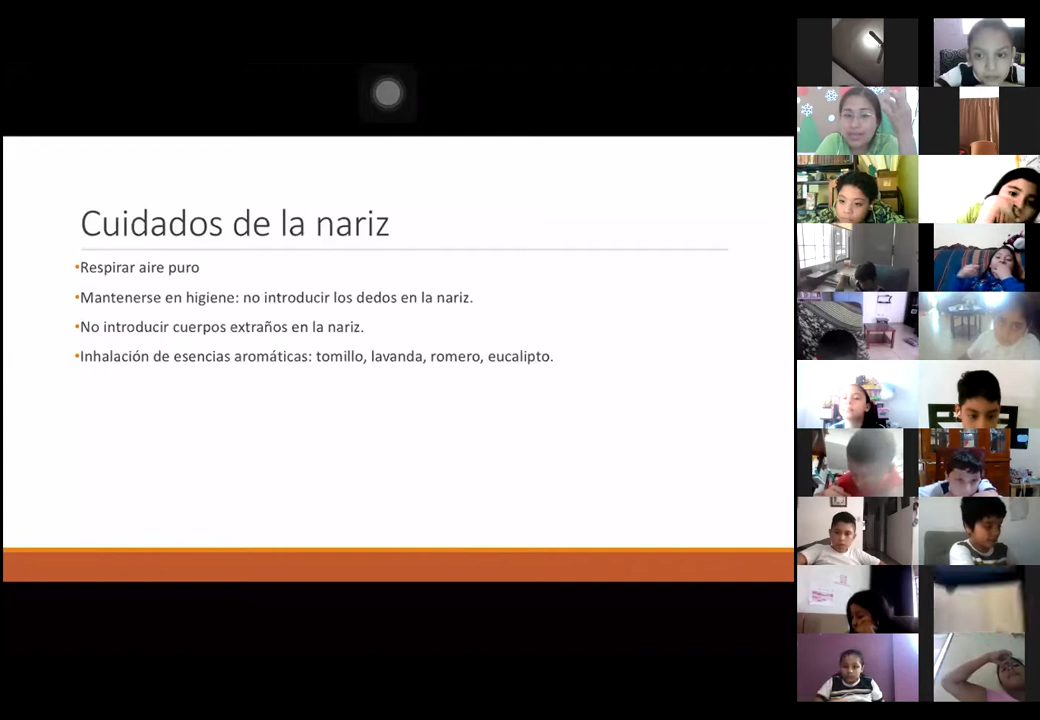 Cuidados de la nariz
•Respirar aire puro
•Mantenerse en higiene: no introducir los dedos en la nariz.
•No introducir cuerpos extraños en la nariz.
•Inhalación de esencias aromáticas: tomillo, lavanda, romero, eucalipto.